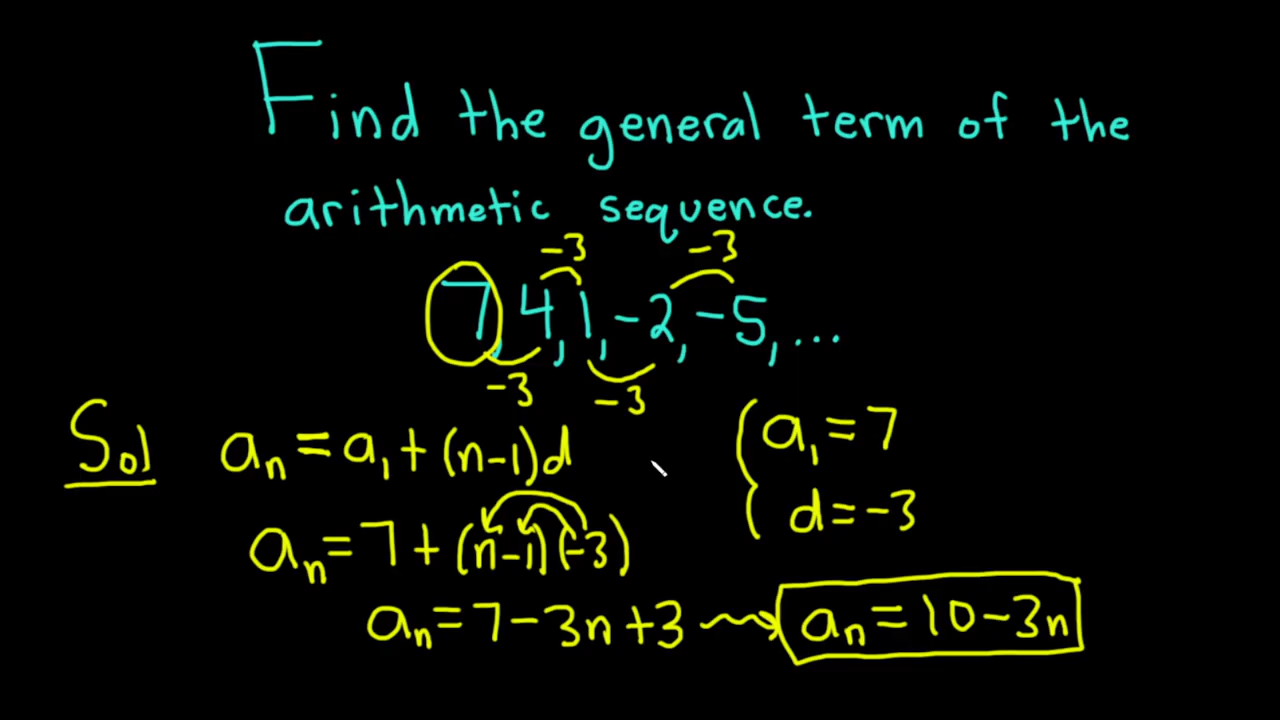 Find the general term of the
arithmetic sequence.
-3 -3
7, 4, 1, -2, -5, ...
-3 -3
Sol aₙ = a₁ + (n-1)d
a₁ = 7
d = -3
aₙ = 7 + (n-1)(-3)
aₙ = 7 - 3n + 3 aₙ = 10 - 3n